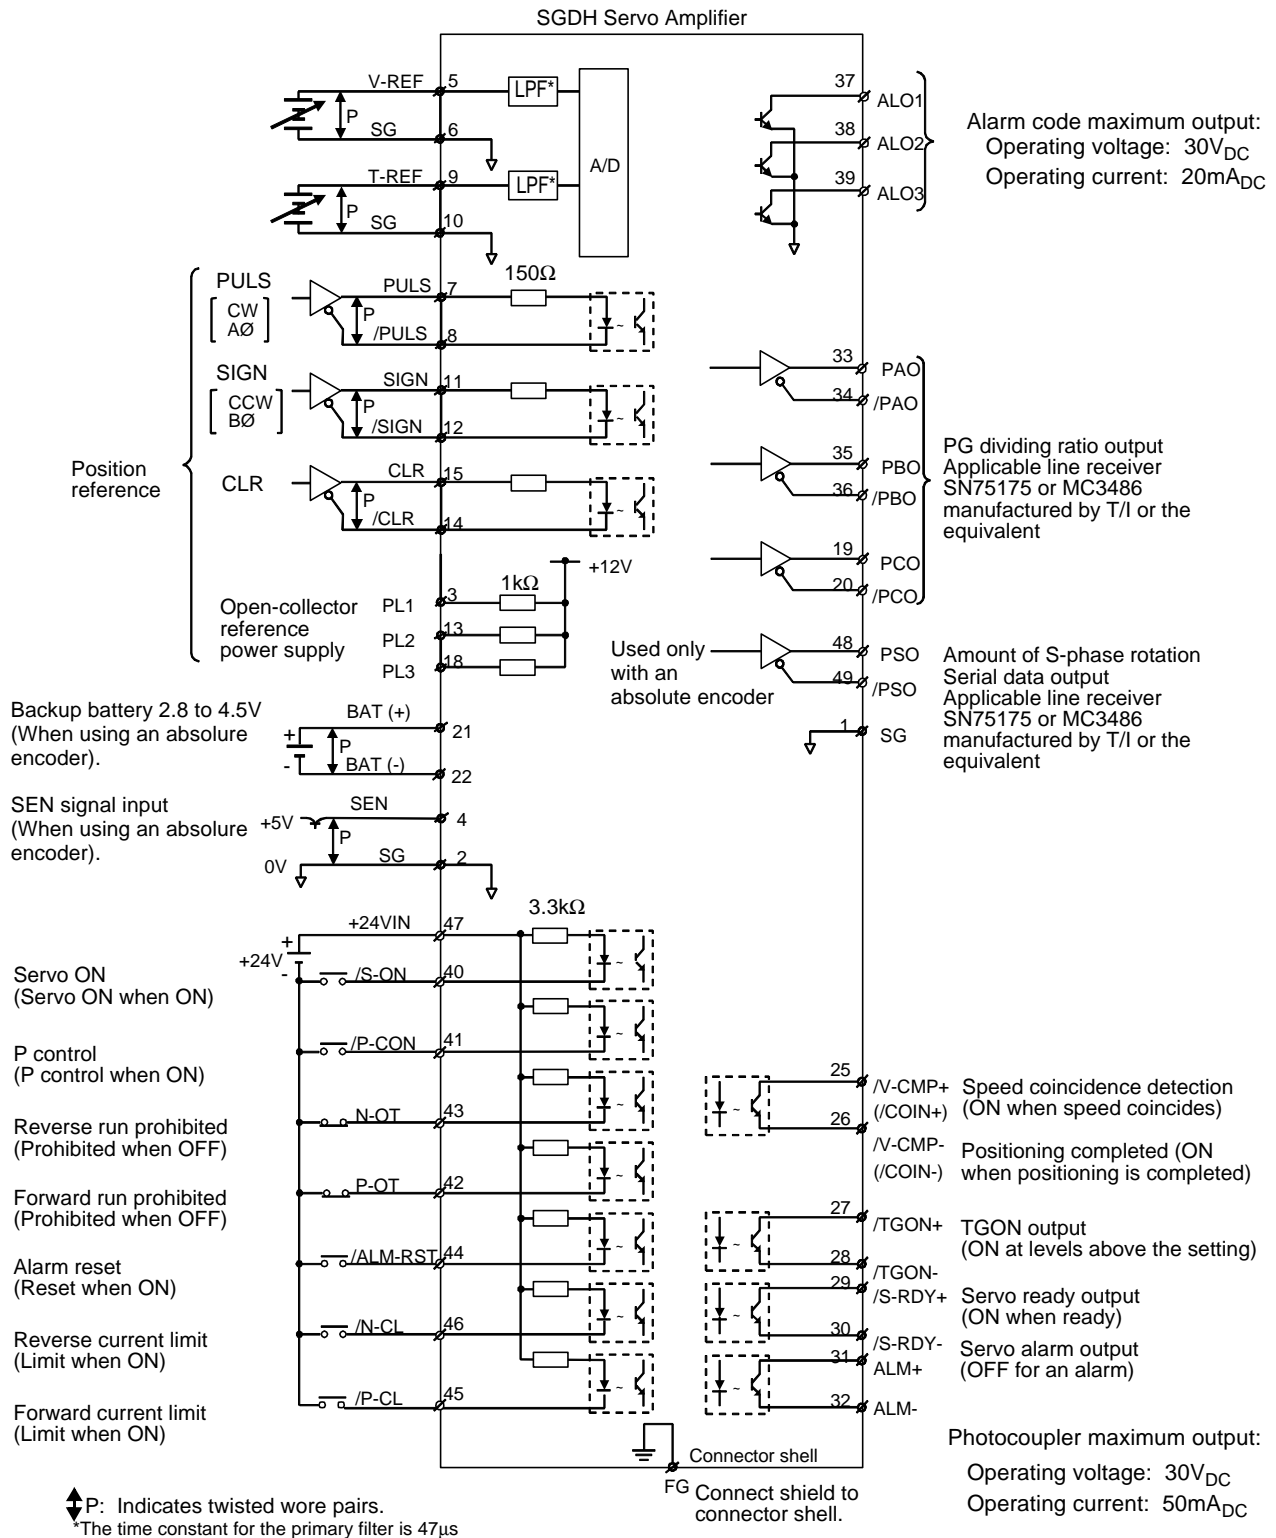 SGDH Servo Amplifier
V-REF 5 LPF*
P
SG 6
T-REF 9 LPF*
P
SG 10
A/D
37 ALO1
38 ALO2
39 ALO3
Alarm code maximum output:
Operating voltage: 30VDC
Operating current: 20mADC
Position
reference
PULS
CW
AØ
PULS 7 150Ω
P
/PULS 8
~
SIGN
CCW
BØ
SIGN 11
P
/SIGN 12
~
CLR
CLR 15
P
/CLR 14
~
+12V
Open-collector
reference
power supply
PL1 3 1kΩ
PL2 13
PL3 18
33 PAO
34 /PAO
35 PBO
36 /PBO
19 PCO
20 /PCO
PG dividing ratio output
Applicable line receiver
SN75175 or MC3486
manufactured by T/I or the
equivalent
Used only
with an
absolute encoder
48 PSO
49 /PSO
1 SG
Amount of S-phase rotation
Serial data output
Applicable line receiver
SN75175 or MC3486
manufactured by T/I or the
equivalent
Backup battery 2.8 to 4.5V
(When using an absolure
encoder).
BAT (+) 21
+
P
-
BAT (-) 22
SEN signal input
(When using an absolure
encoder).
+5V SEN 4
P
0V SG 2
+24VIN 47 3.3kΩ
+
+24V
-
~
Servo ON
(Servo ON when ON)
/S-ON 40
~
P control
(P control when ON)
/P-CON 41
~
Reverse run prohibited
(Prohibited when OFF)
N-OT 43
~
Forward run prohibited
(Prohibited when OFF)
P-OT 42
~
Alarm reset
(Reset when ON)
/ALM-RST 44
~
Reverse current limit
(Limit when ON)
/N-CL 46
~
Forward current limit
(Limit when ON)
/P-CL 45
~
25 /V-CMP+
(/COIN+)
Speed coincidence detection
(ON when speed coincides)
26 /V-CMP-
(/COIN-)
Positioning completed (ON
when positioning is completed)
~
27 /TGON+
TGON output
(ON at levels above the setting)
28 /TGON-
~
29 /S-RDY+
Servo ready output
(ON when ready)
30 /S-RDY-
~
31 ALM+
Servo alarm output
(OFF for an alarm)
32 ALM-
Connector shell
FG Connect shield to
connector shell.
Photocoupler maximum output:
Operating voltage: 30VDC
Operating current: 50mADC
P: Indicates twisted wore pairs.
*The time constant for the primary filter is 47µs